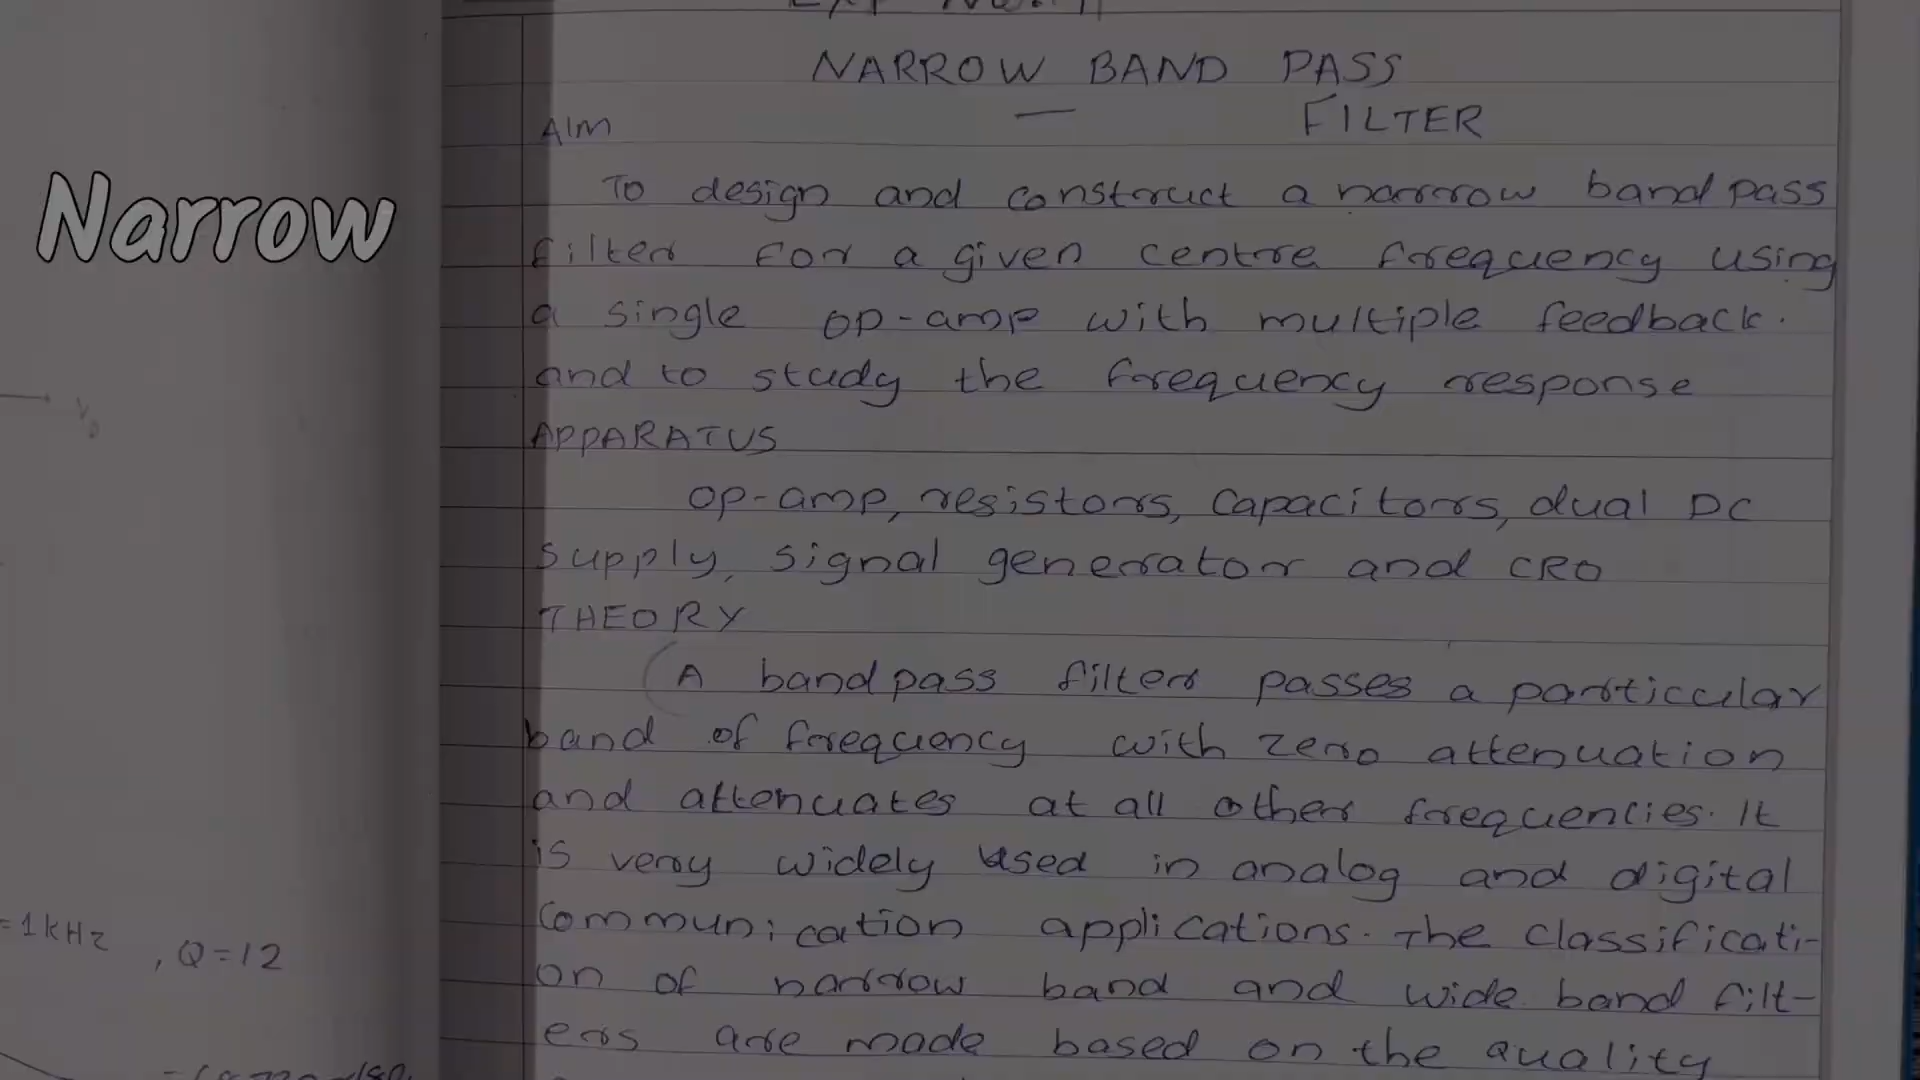 NARROW BAND PASS
FILTER
AIM
To design and construct a narrow band pass
filter for a given centre frequency using
a single op-amp with multiple feedback.
and to study the frequency response
APPARATUS
op-amp, resistors, capacitors, dual DC
supply, signal generator and CRO
THEORY
A band pass filter passes a particular
band of frequency with zero attenuation
and attenuates at all other frequencies. It
is very widely used in analog and digital
communication applications. The classificati-
on of narrow band and wide band filt-
ers are made based on the quality
Narrow
V0
=1kHz , Q=12